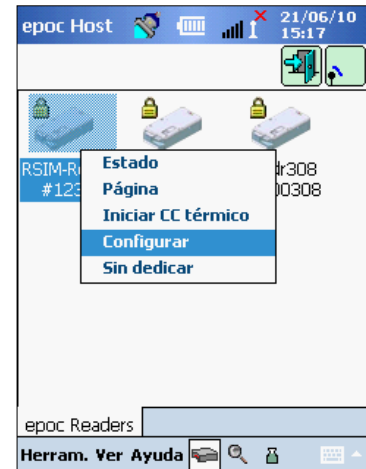 epoc Host 21/06/10
15:17
RSIM-R dr308
#123 00308
Estado
Página
Iniciar CC térmico
Configurar
Sin dedicar
epoc Readers
Herram. Ver Ayuda